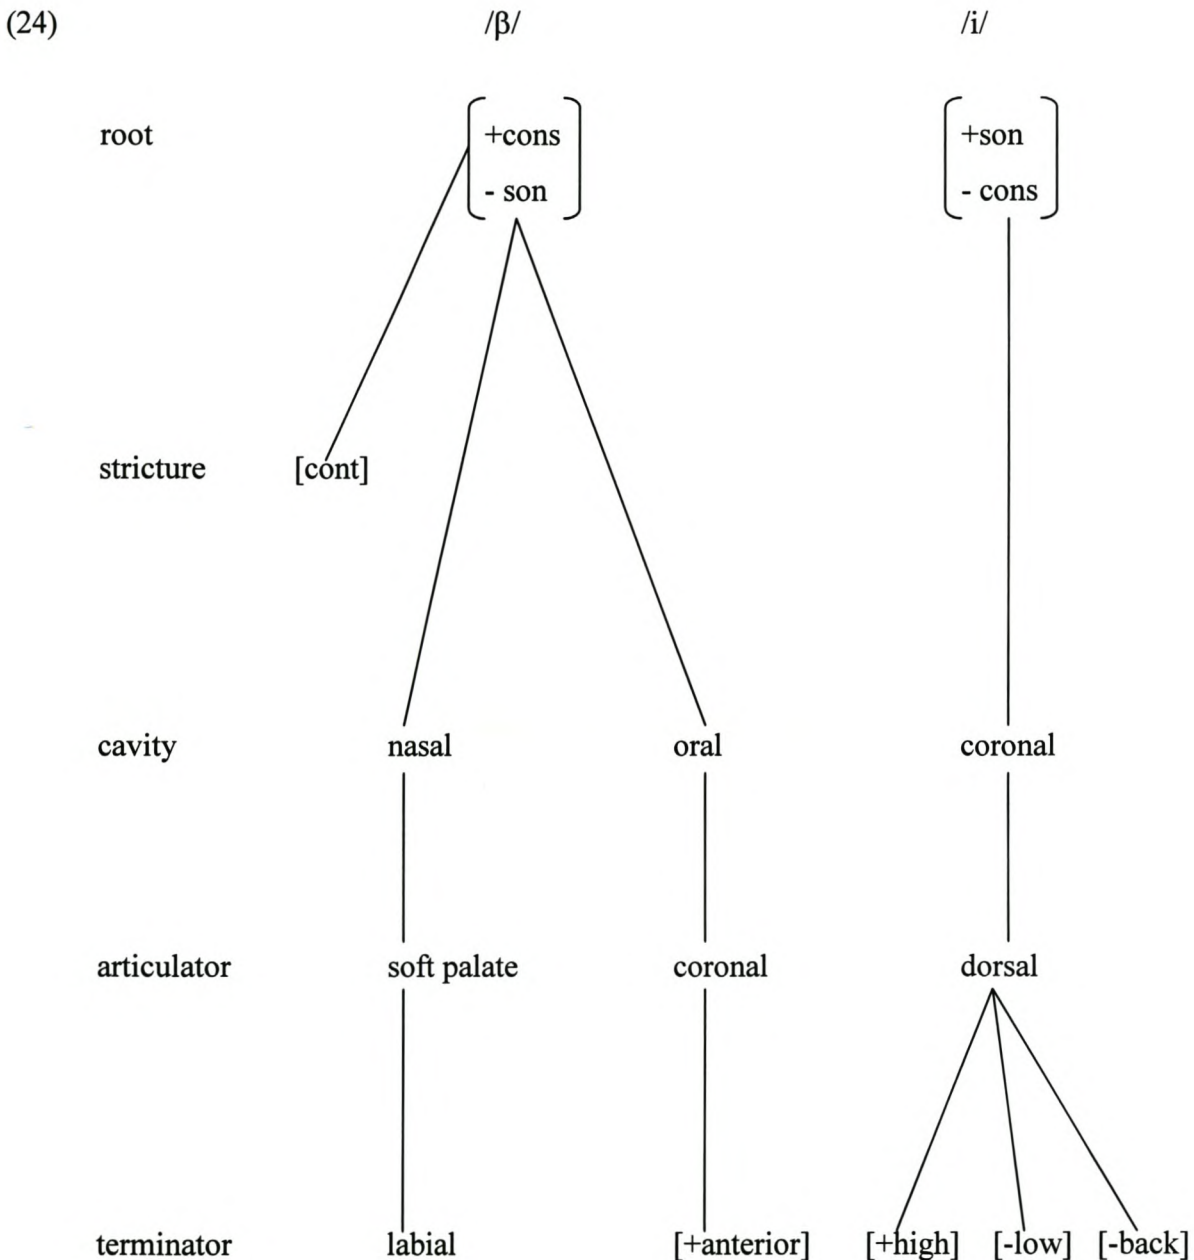 (24) /β/ /i/
root +cons +son
- son - cons
stricture [cont]
cavity nasal oral coronal
articulator soft palate coronal dorsal
terminator labial [+anterior] [+high] [-low] [-back]